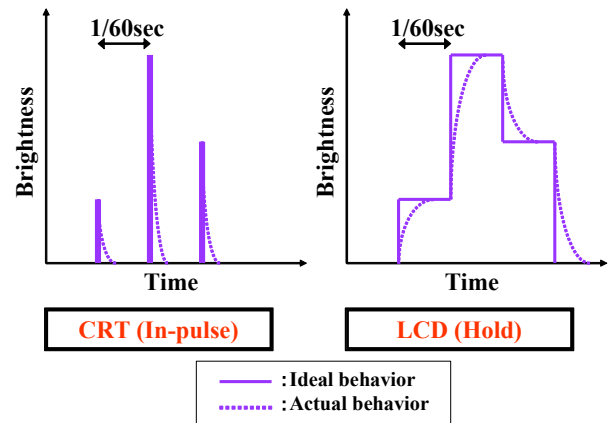 1/60sec
Brightness
Time
CRT (In-pulse)
1/60sec
Brightness
Time
LCD (Hold)
: Ideal behavior
: Actual behavior